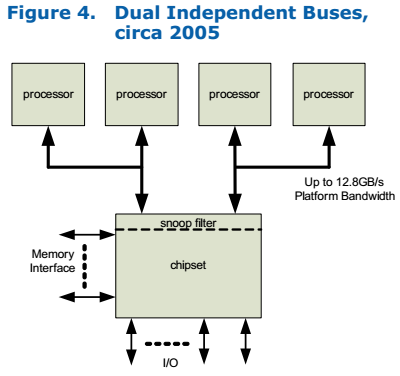 Figure 4. Dual Independent Buses,
circa 2005
processor processor processor processor
Up to 12.8GB/s
Platform Bandwidth
snoop filter
Memory
Interface
chipset
I/O